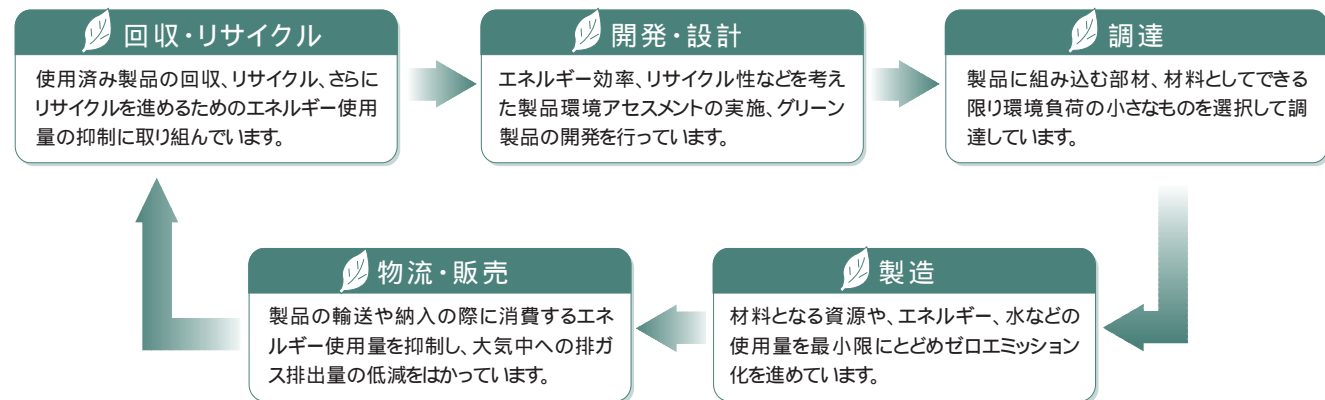 回収・リサイクル
使用済み製品の回収、リサイクル、さらに
リサイクルを進めるためのエネルギー使用
量の抑制に取り組んでいます。
開発・設計
エネルギー効率、リサイクル性などを考え
た製品環境アセスメントの実施、グリーン
製品の開発を行っています。
調達
製品に組み込む部材、材料としてできる
限り環境負荷の小さなものを選択して調
達しています。
製造
材料となる資源や、エネルギー、水などの
使用量を最小限にとどめゼロエミッション
化を進めています。
物流・販売
製品の輸送や納入の際に消費するエネ
ルギー使用量を抑制し、大気中への排ガ
ス排出量の低減をはかっています。